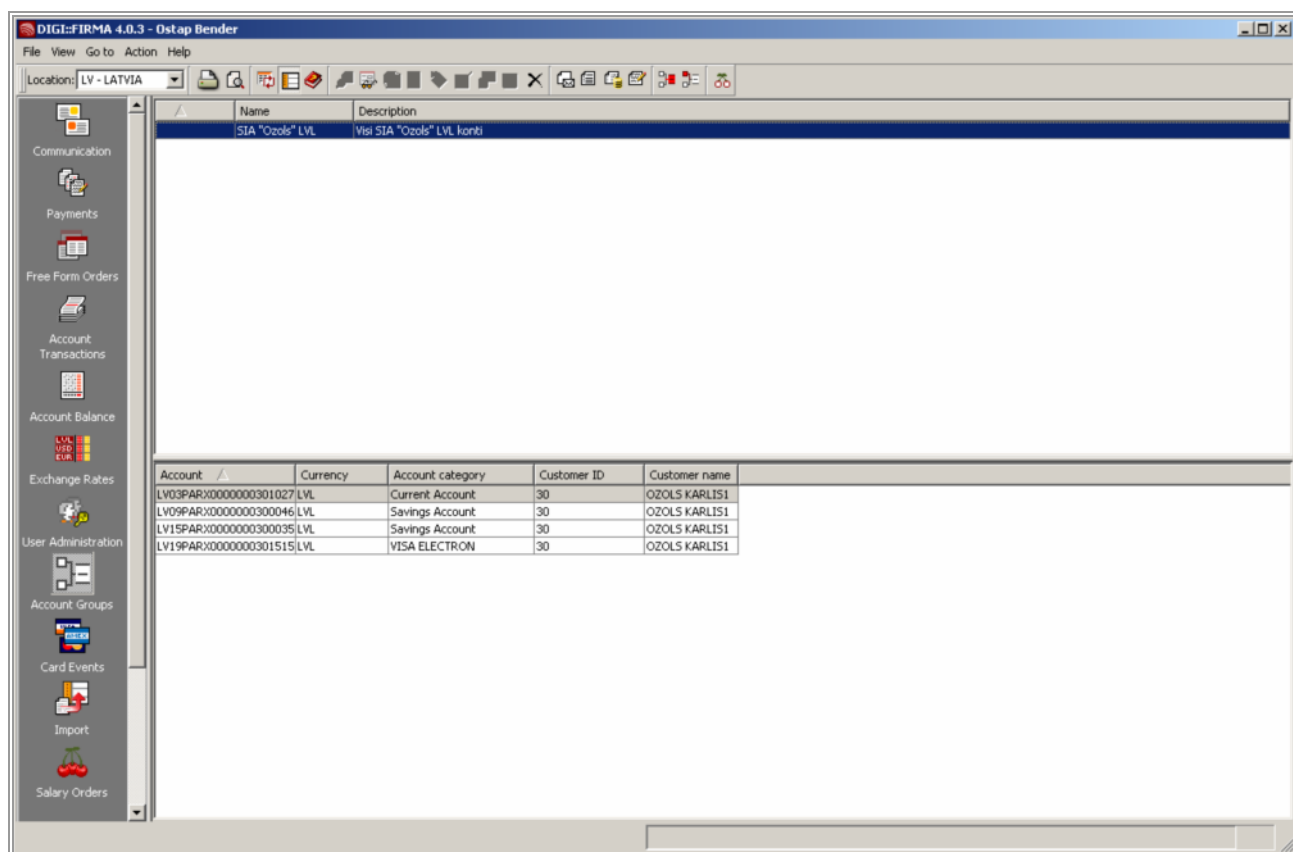 DIGI::FIRMA 4.0.3 - Ostap Bender
File View Go to Action Help
Location: LV - LATVIA
Communication
Payments
Free Form Orders
Account
Transactions
Account Balance
LVL
USD
EUR
Exchange Rates
User Administration
Account Groups
Card Events
Import
Salary Orders
Name Description
SIA "Ozols" LVL Visi SIA "Ozols" LVL konti
Account Currency Account category Customer ID Customer name
LV03PARX0000000301027 LVL Current Account 30 OZOLS KARLIS1
LV09PARX0000000300046 LVL Savings Account 30 OZOLS KARLIS1
LV15PARX0000000300035 LVL Savings Account 30 OZOLS KARLIS1
LV19PARX0000000301515 LVL VISA ELECTRON 30 OZOLS KARLIS1